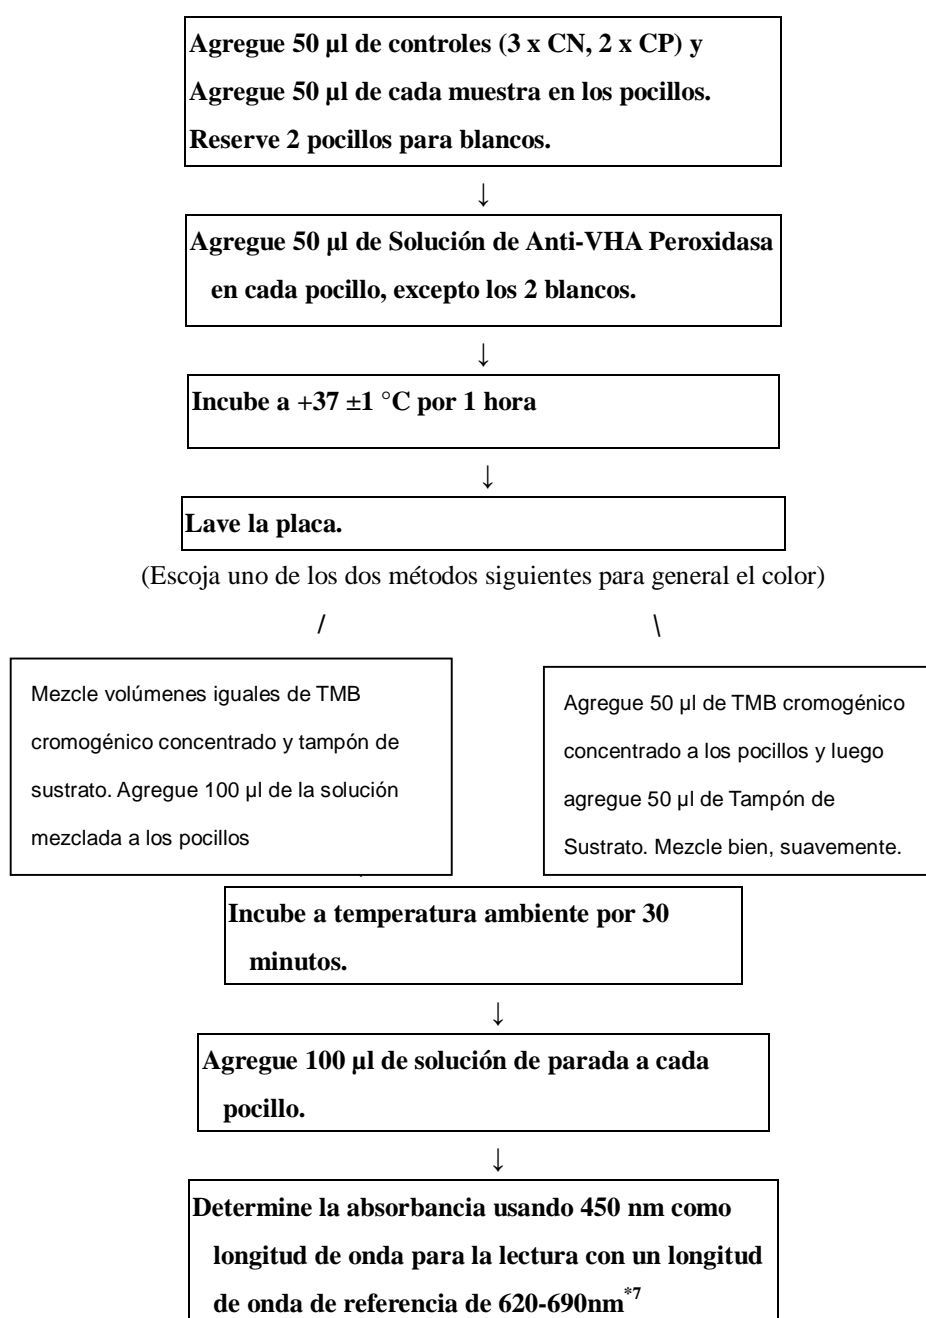 Agregue 50 µl de controles (3 x CN, 2 x CP) y
Agregue 50 µl de cada muestra en los pocillos.
Reserve 2 pocillos para blancos.
↓
Agregue 50 µl de Solución de Anti-VHA Peroxidasa
en cada pocillo, excepto los 2 blancos.
↓
Incube a +37 ±1 °C por 1 hora
↓
Lave la placa.
(Escoja uno de los dos métodos siguientes para general el color)
/ \
Mezcle volúmenes iguales de TMB
cromogénico concentrado y tampón de
sustrato. Agregue 100 µl de la solución
mezclada a los pocillos
Agregue 50 µl de TMB cromogénico
concentrado a los pocillos y luego
agregue 50 µl de Tampón de
Sustrato. Mezcle bien, suavemente.
Incube a temperatura ambiente por 30
minutos.
↓
Agregue 100 µl de solución de parada a cada
pocillo.
↓
Determine la absorbancia usando 450 nm como
longitud de onda para la lectura con un longitud
de onda de referencia de 620-690nm*7